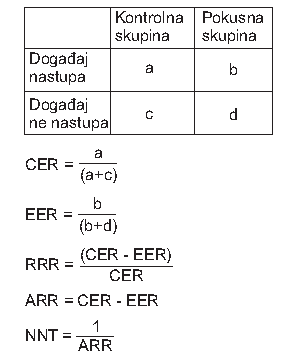 Kontrolna skupina Pokusna skupina
Događaj nastupa a b
Događaj ne nastupa c d
CER = a/(a+c)
EER = b/(b+d)
RRR = (CER - EER)/CER
ARR = CER - EER
NNT = 1/ARR